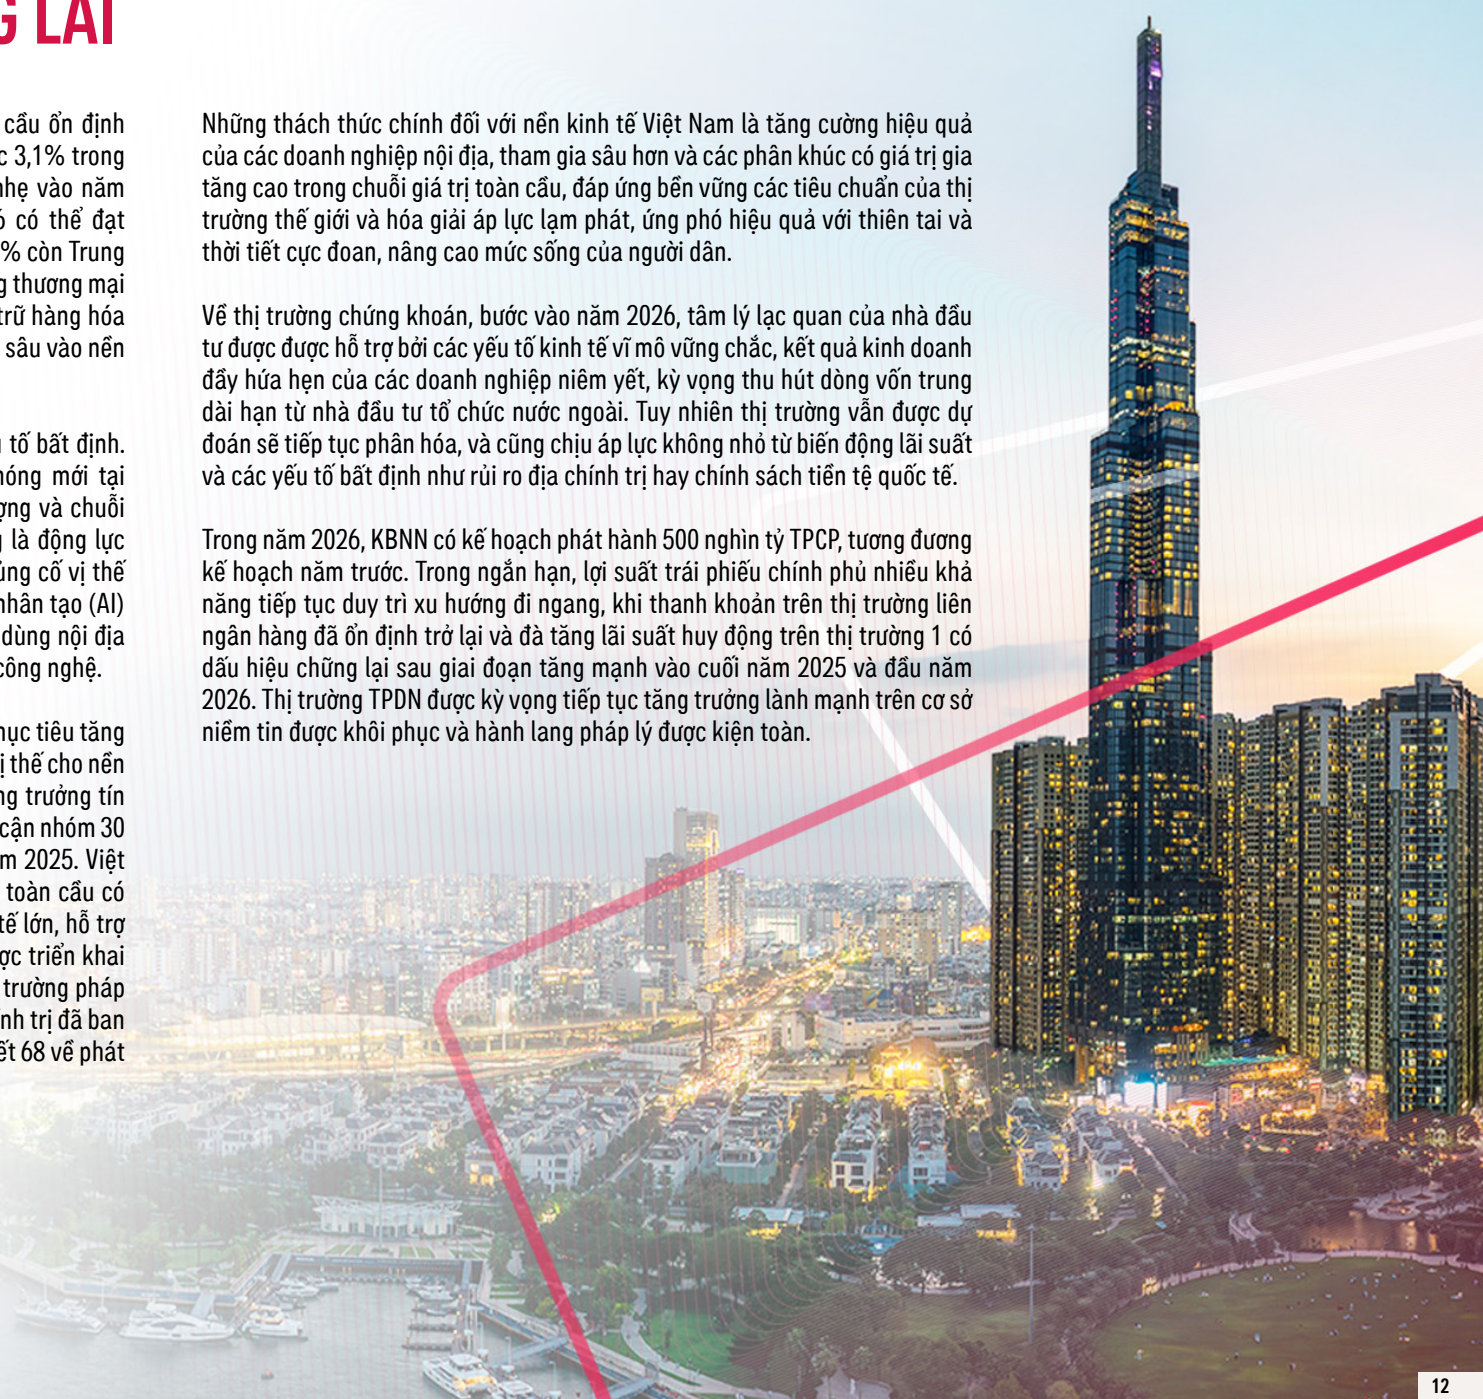 G LAI
cầu ổn định
c 3,1% trong
nhẹ vào năm
ó có thể đạt
% còn Trung
g thương mại
trữ hàng hóa
sâu vào nền
tố bất định.
nóng mới tại
ợng và chuỗi
g là động lực
ủng cố vị thế
nhân tạo (AI)
dùng nội địa
công nghệ.
nục tiêu tăng
ị thế cho nền
ng trưởng tín
cận nhóm 30
m 2025. Việt
toàn cầu có
tế lớn, hỗ trợ
ợc triển khai
trường pháp
nh trị đã ban
ết 68 về phát
Những thách thức chính đối với nền kinh tế Việt Nam là tăng cường hiệu quả
của các doanh nghiệp nội địa, tham gia sâu hơn và các phân khúc có giá trị gia
tăng cao trong chuỗi giá trị toàn cầu, đáp ứng bền vững các tiêu chuẩn của thị
trường thế giới và hóa giải áp lực lạm phát, ứng phó hiệu quả với thiên tai và
thời tiết cực đoan, nâng cao mức sống của người dân.
Về thị trường chứng khoán, bước vào năm 2026, tâm lý lạc quan của nhà đầu
tư được được hỗ trợ bởi các yếu tố kinh tế vĩ mô vững chắc, kết quả kinh doanh
đầy hứa hẹn của các doanh nghiệp niêm yết, kỳ vọng thu hút dòng vốn trung
dài hạn từ nhà đầu tư tổ chức nước ngoài. Tuy nhiên thị trường vẫn được dự
đoán sẽ tiếp tục phân hóa, và cũng chịu áp lực không nhỏ từ biến động lãi suất
và các yếu tố bất định như rủi ro địa chính trị hay chính sách tiền tệ quốc tế.
Trong năm 2026, KBNN có kế hoạch phát hành 500 nghìn tỷ TPCP, tương đương
kế hoạch năm trước. Trong ngắn hạn, lợi suất trái phiếu chính phủ nhiều khả
năng tiếp tục duy trì xu hướng đi ngang, khi thanh khoản trên thị trường liên
ngân hàng đã ổn định trở lại và đà tăng lãi suất huy động trên thị trường 1 có
dấu hiệu chững lại sau giai đoạn tăng mạnh vào cuối năm 2025 và đầu năm
2026. Thị trường TPDN được kỳ vọng tiếp tục tăng trưởng lành mạnh trên cơ sở
niềm tin được khôi phục và hành lang pháp lý được kiện toàn.
12